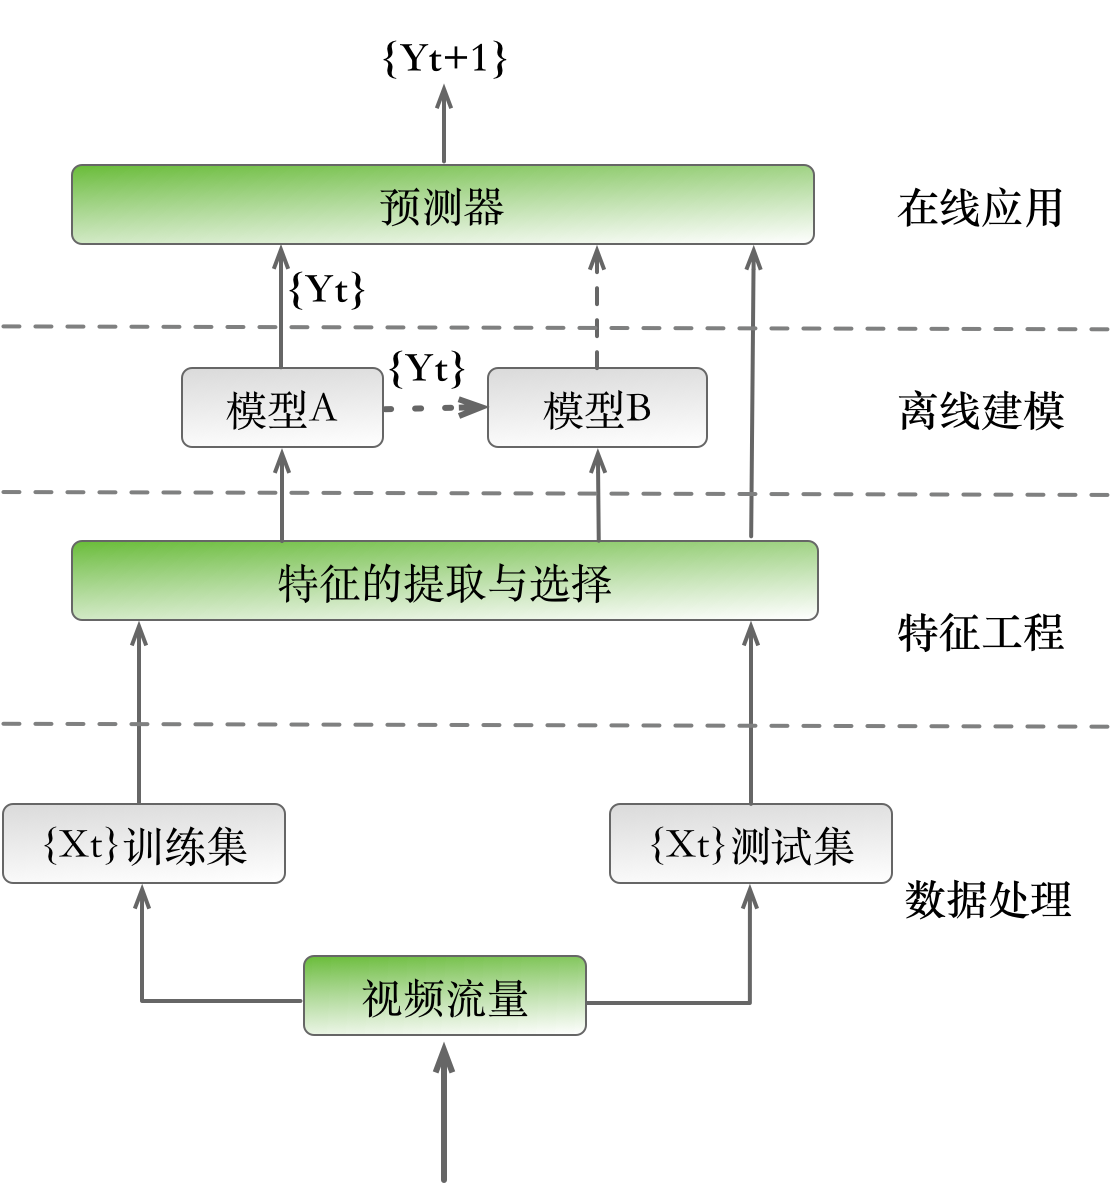 {Yt+1}
预测器
在线应用
{Yt}
{Yt}
模型A
模型B
离线建模
特征的提取与选择
特征工程
{Xt}训练集
{Xt}测试集
数据处理
视频流量